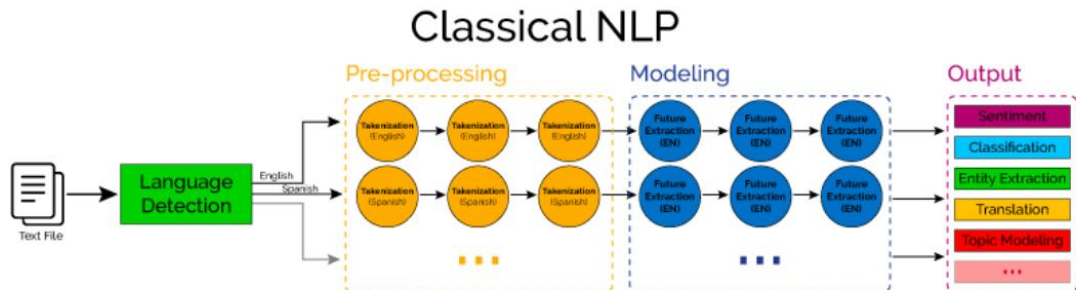 Classical NLP
Pre-processing
Modeling
Output
Text File
Language
Detection
English
Spanish
Takenization
(English)
Takenization
(English)
Takenization
(English)
Takenization
(Spanish)
Takenization
(Spanish)
Takenization
(Spanish)
...
Future
Extraction
(EN)
Future
Extraction
(EN)
Future
Extraction
(EN)
Future
Extraction
(EN)
Future
Extraction
(EN)
Future
Extraction
(EN)
...
Sentiment
Classification
Entity Extraction
Translation
Topic Modeling
...